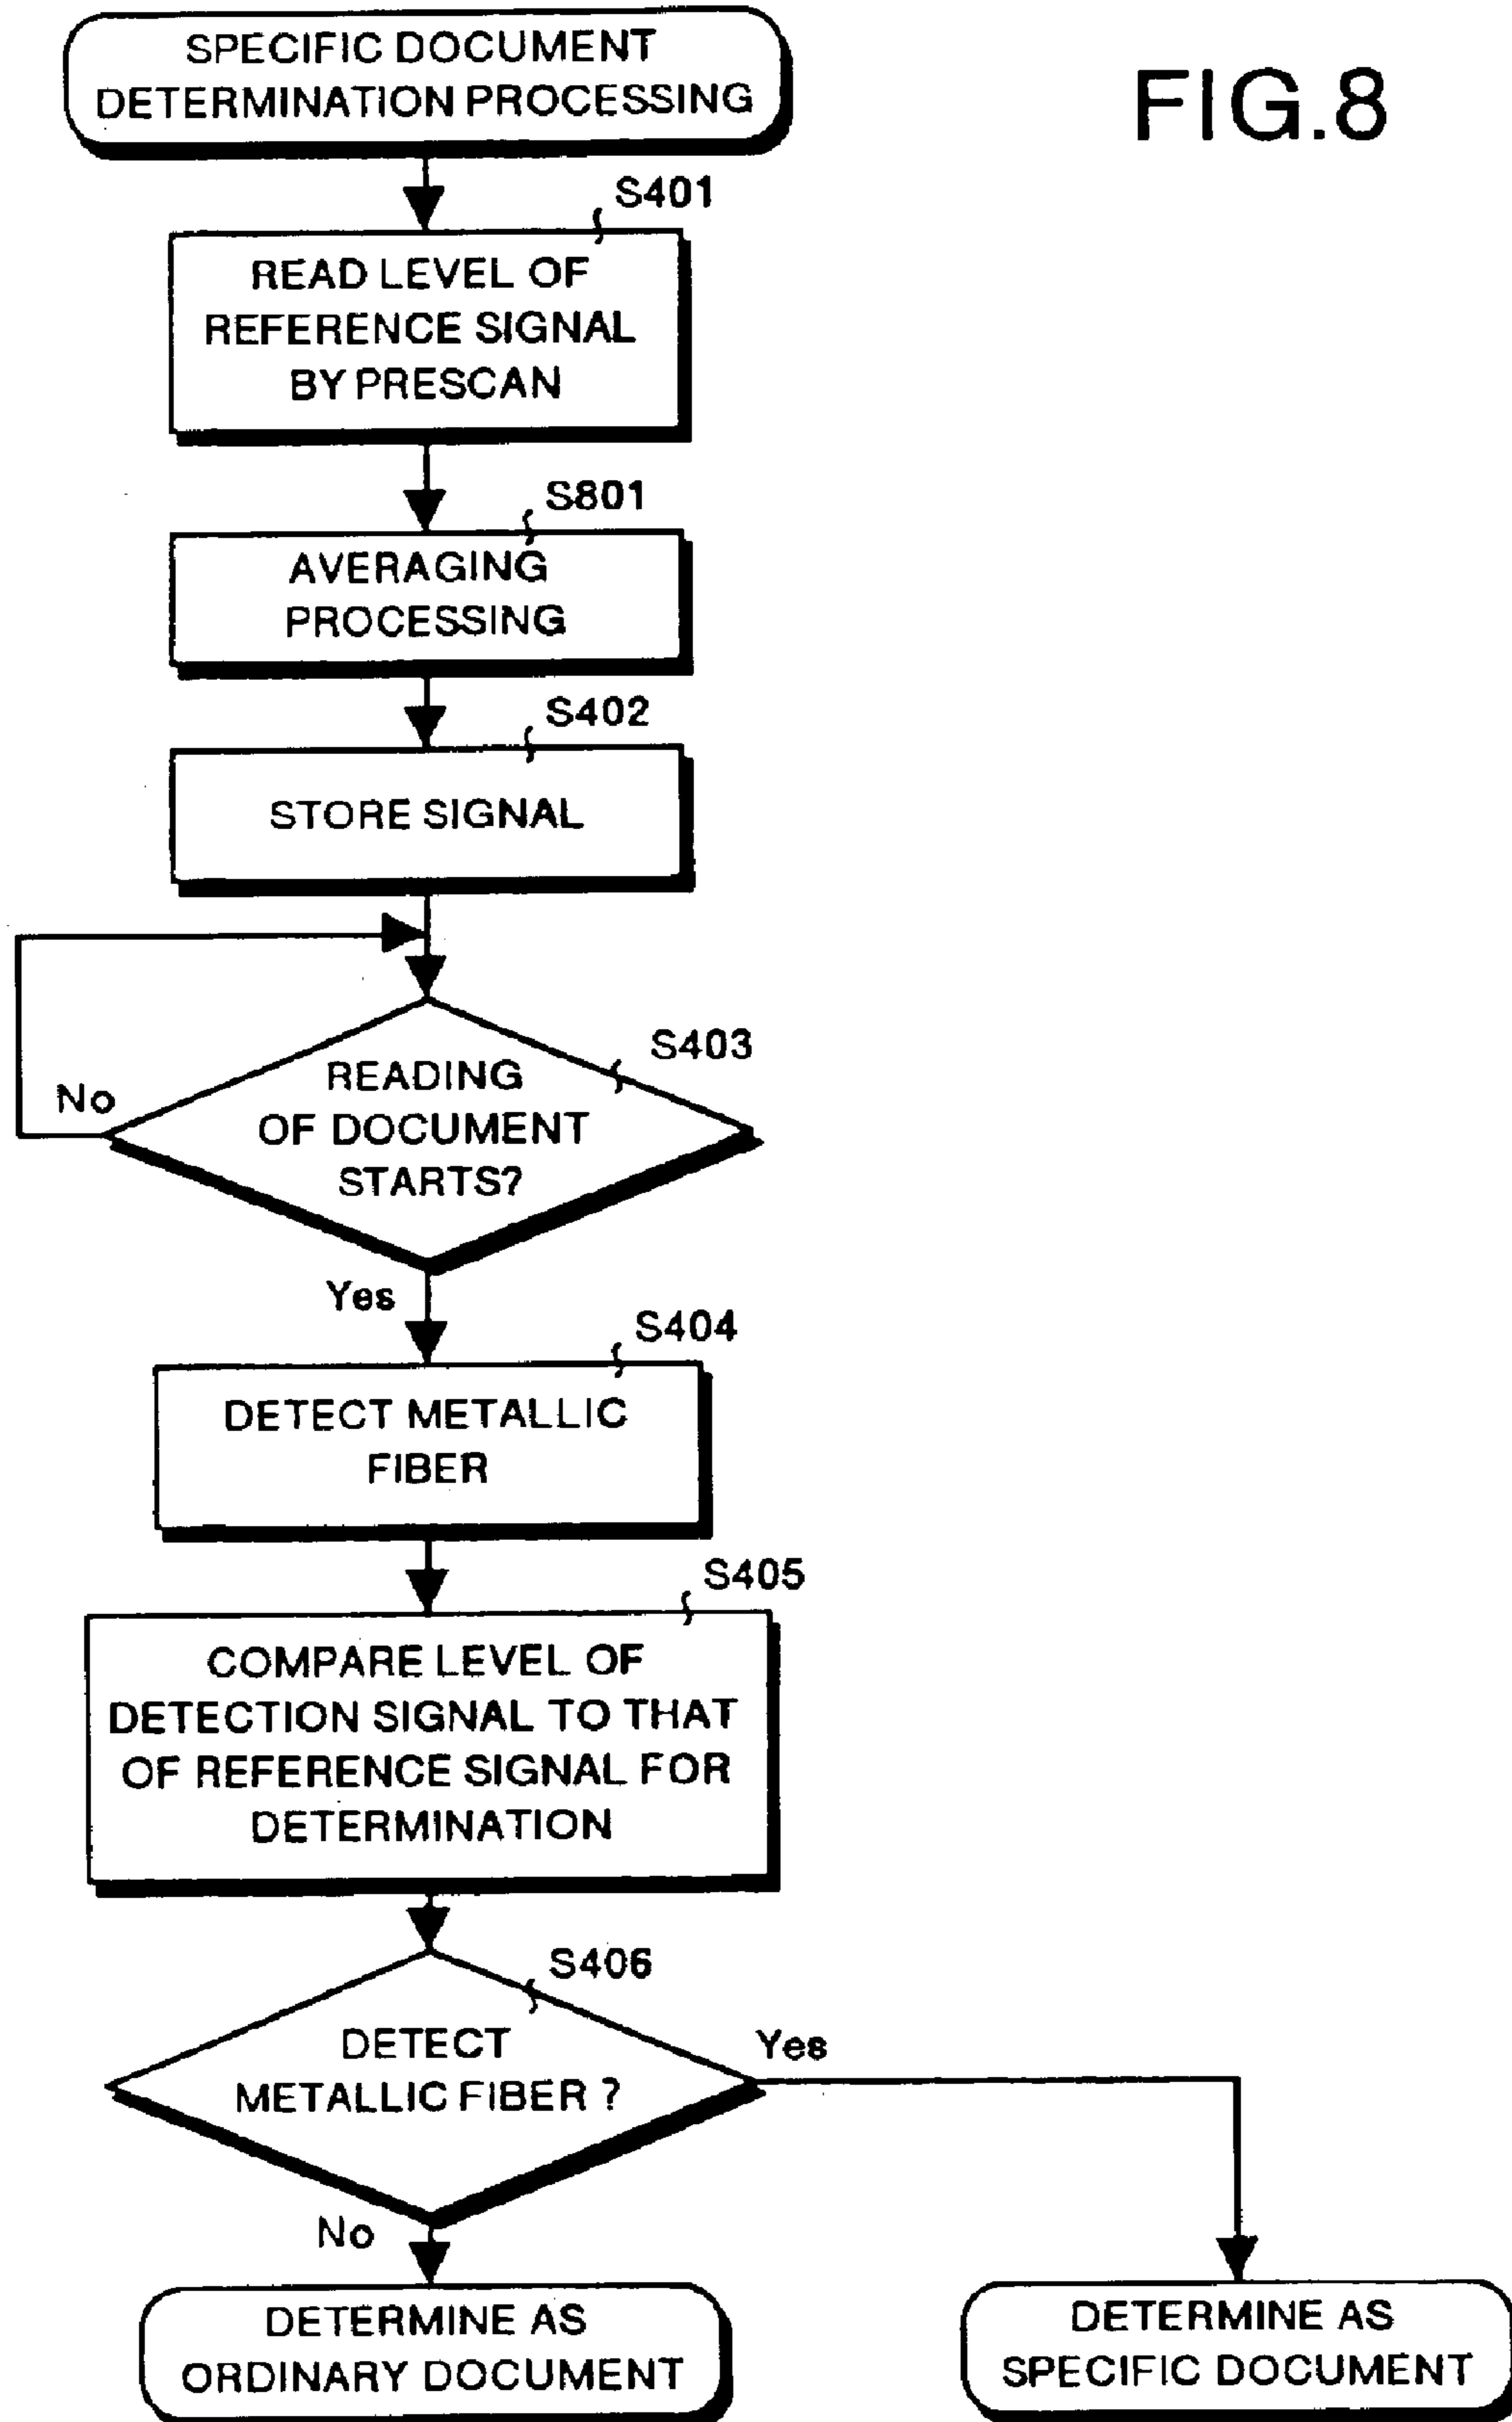 SPECIFIC DOCUMENT
DETERMINATION PROCESSING
FIG.8
S401
READ LEVEL OF
REFERENCE SIGNAL
BY PRESCAN
S801
AVERAGING
PROCESSING
S402
STORE SIGNAL
S403
READING
OF DOCUMENT
STARTS?
No
Yes
S404
DETECT METALLIC
FIBER
S405
COMPARE LEVEL OF
DETECTION SIGNAL TO THAT
OF REFERENCE SIGNAL FOR
DETERMINATION
S406
DETECT
METALLIC FIBER ?
Yes
No
DETERMINE AS
ORDINARY DOCUMENT
DETERMINE AS
SPECIFIC DOCUMENT